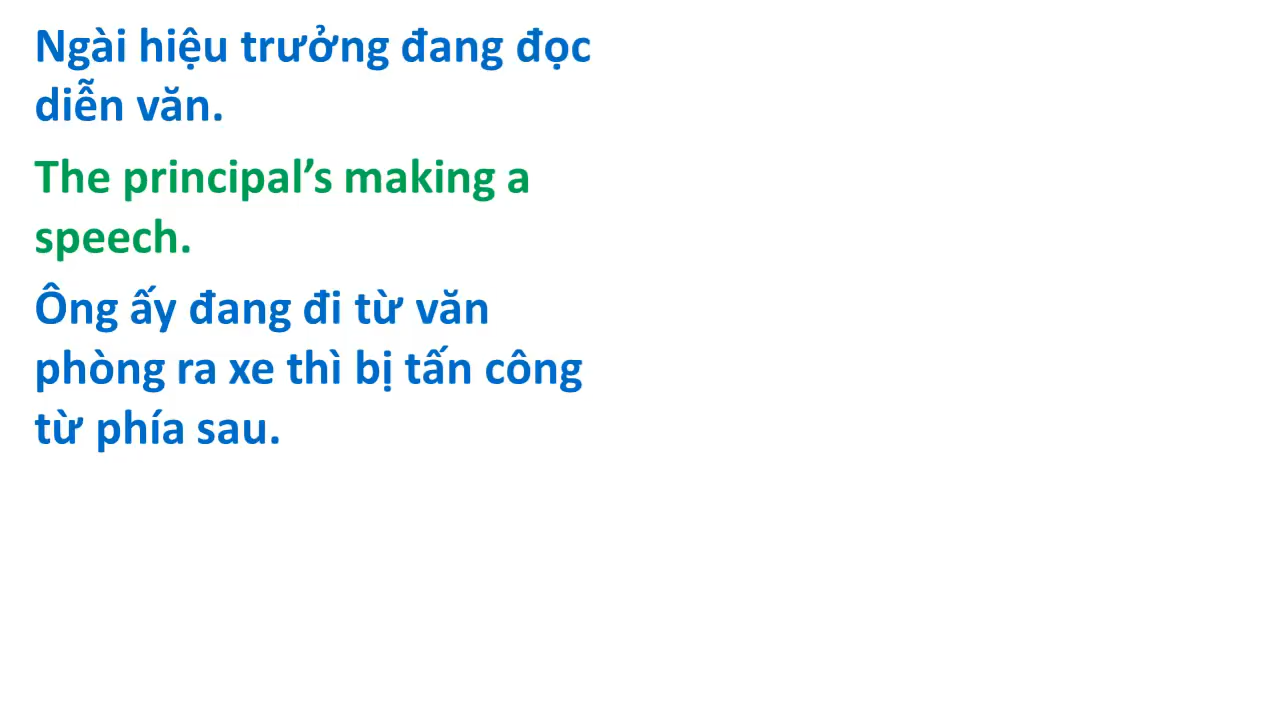 Ngài hiệu trưởng đang đọc
diễn văn.
The principal’s making a
speech.
Ông ấy đang đi từ văn
phòng ra xe thì bị tấn công
từ phía sau.